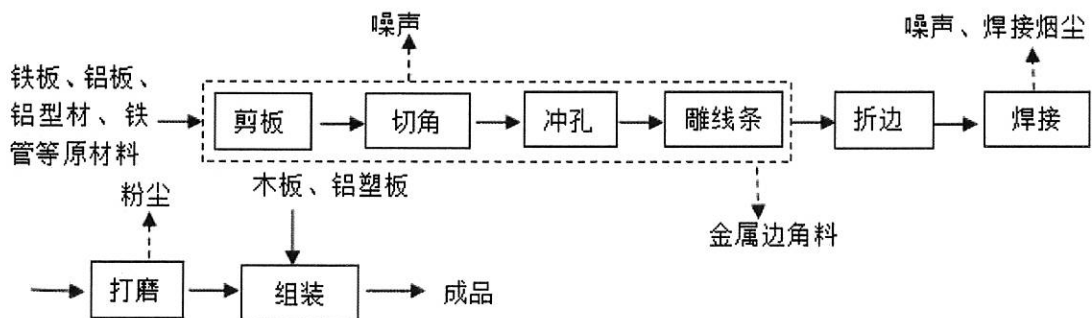 噪声
噪声、焊接烟尘
铁板、铝板、
铝型材、铁
管等原材料
剪板
切角
冲孔
雕线条
折边
焊接
粉尘
木板、铝塑板
金属边角料
打磨
组装
成品